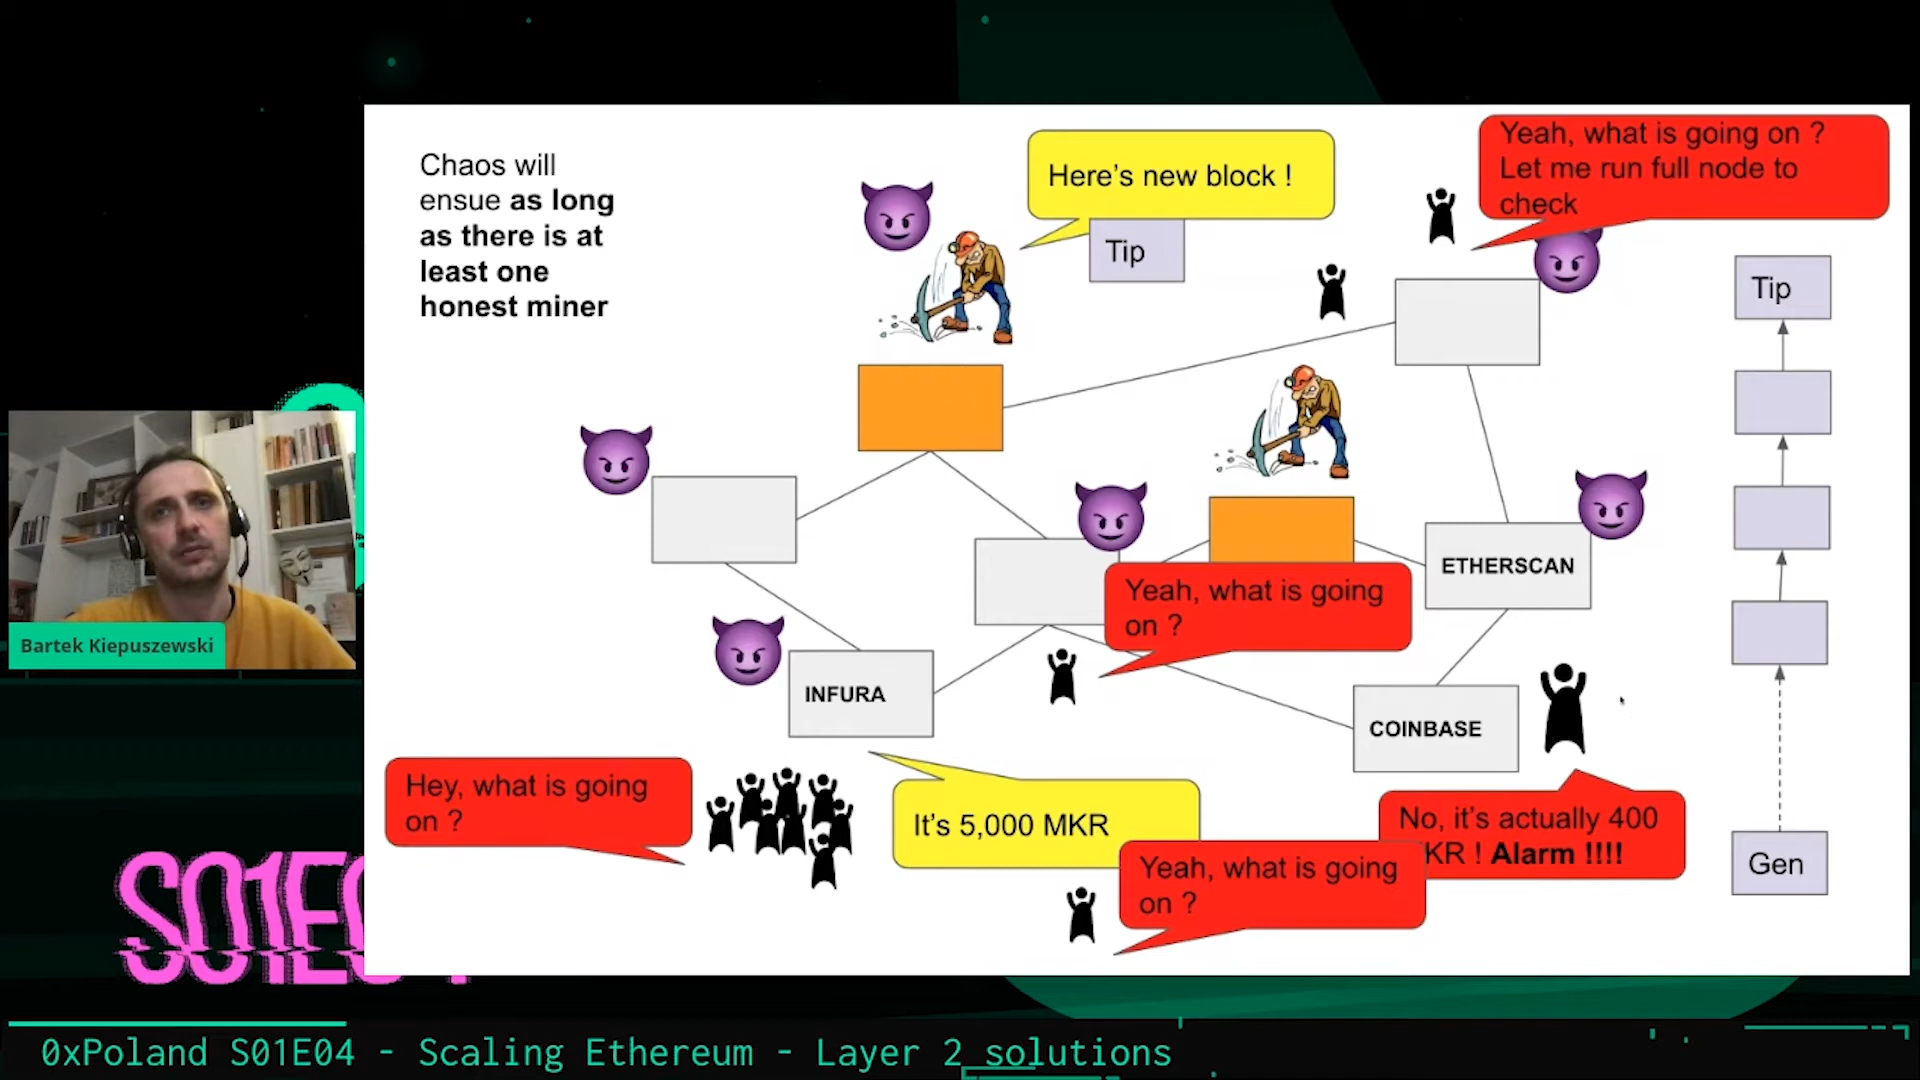 Chaos will
ensue as long
as there is at
least one
honest miner
Here's new block !
Tip
Yeah, what is going on ?
Let me run full node to
check
Tip
ETHERSCAN
Yeah, what is going
on ?
INFURA
COINBASE
Hey, what is going
on ?
It's 5,000 MKR
No, it's actually 400
KR ! Alarm !!!!
Yeah, what is going
on ?
Gen
Bartek Kiepuszewski
0xPoland S01E04 - Scaling Ethereum - Layer 2 solutions